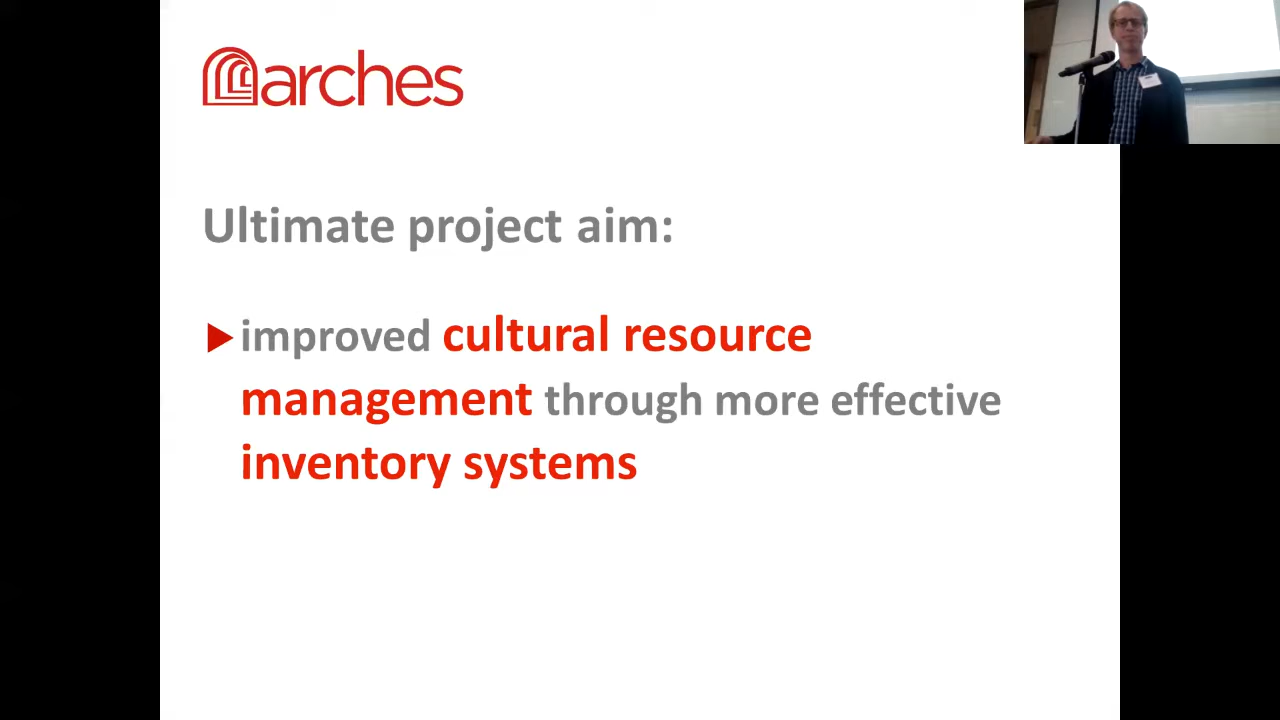 arches
Ultimate project aim:
improved cultural resource
management through more effective
inventory systems